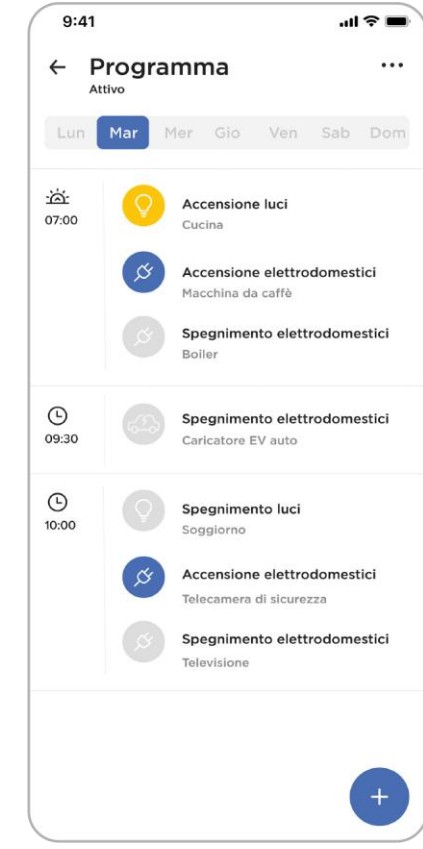 9:41
Programma
Attivo
Lun Mar Mer Gio Ven Sab Dom
07:00
Accensione luci
Cucina
Accensione elettrodomestici
Macchina da caffè
Spegnimento elettrodomestici
Boiler
09:30
Spegnimento elettrodomestici
Caricatore EV auto
10:00
Spegnimento luci
Soggiorno
Accensione elettrodomestici
Telecamera di sicurezza
Spegnimento elettrodomestici
Televisione